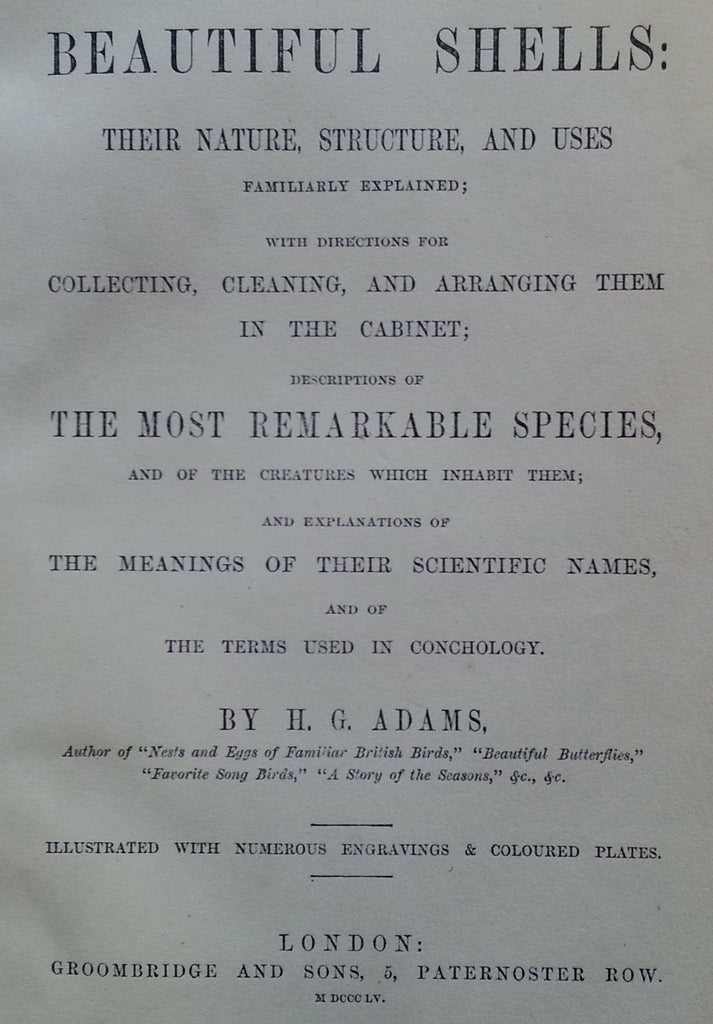 BEAUTIFUL SHELLS:
THEIR NATURE, STRUCTURE, AND USES
FAMILIARLY EXPLAINED;
WITH DIRECTIONS FOR
COLLECTING, CLEANING, AND ARRANGING THEM
IN THE CABINET;
DESCRIPTIONS OF
THE MOST REMARKABLE SPECIES,
AND OF THE CREATURES WHICH INHABIT THEM;
AND EXPLANATIONS OF
THE MEANINGS OF THEIR SCIENTIFIC NAMES,
AND OF
THE TERMS USED IN CONCHOLOGY.
BY H. G. ADAMS,
Author of "Nests and Eggs of Familiar British Birds," "Beautiful Butterflies,"
"Favorite Song Birds," "A Story of the Seasons," &c., &c.
ILLUSTRATED WITH NUMEROUS ENGRAVINGS & COLOURED PLATES.
LONDON:
GROOMBRIDGE AND SONS, 5, PATERNOSTER ROW.
M DCCC LV.